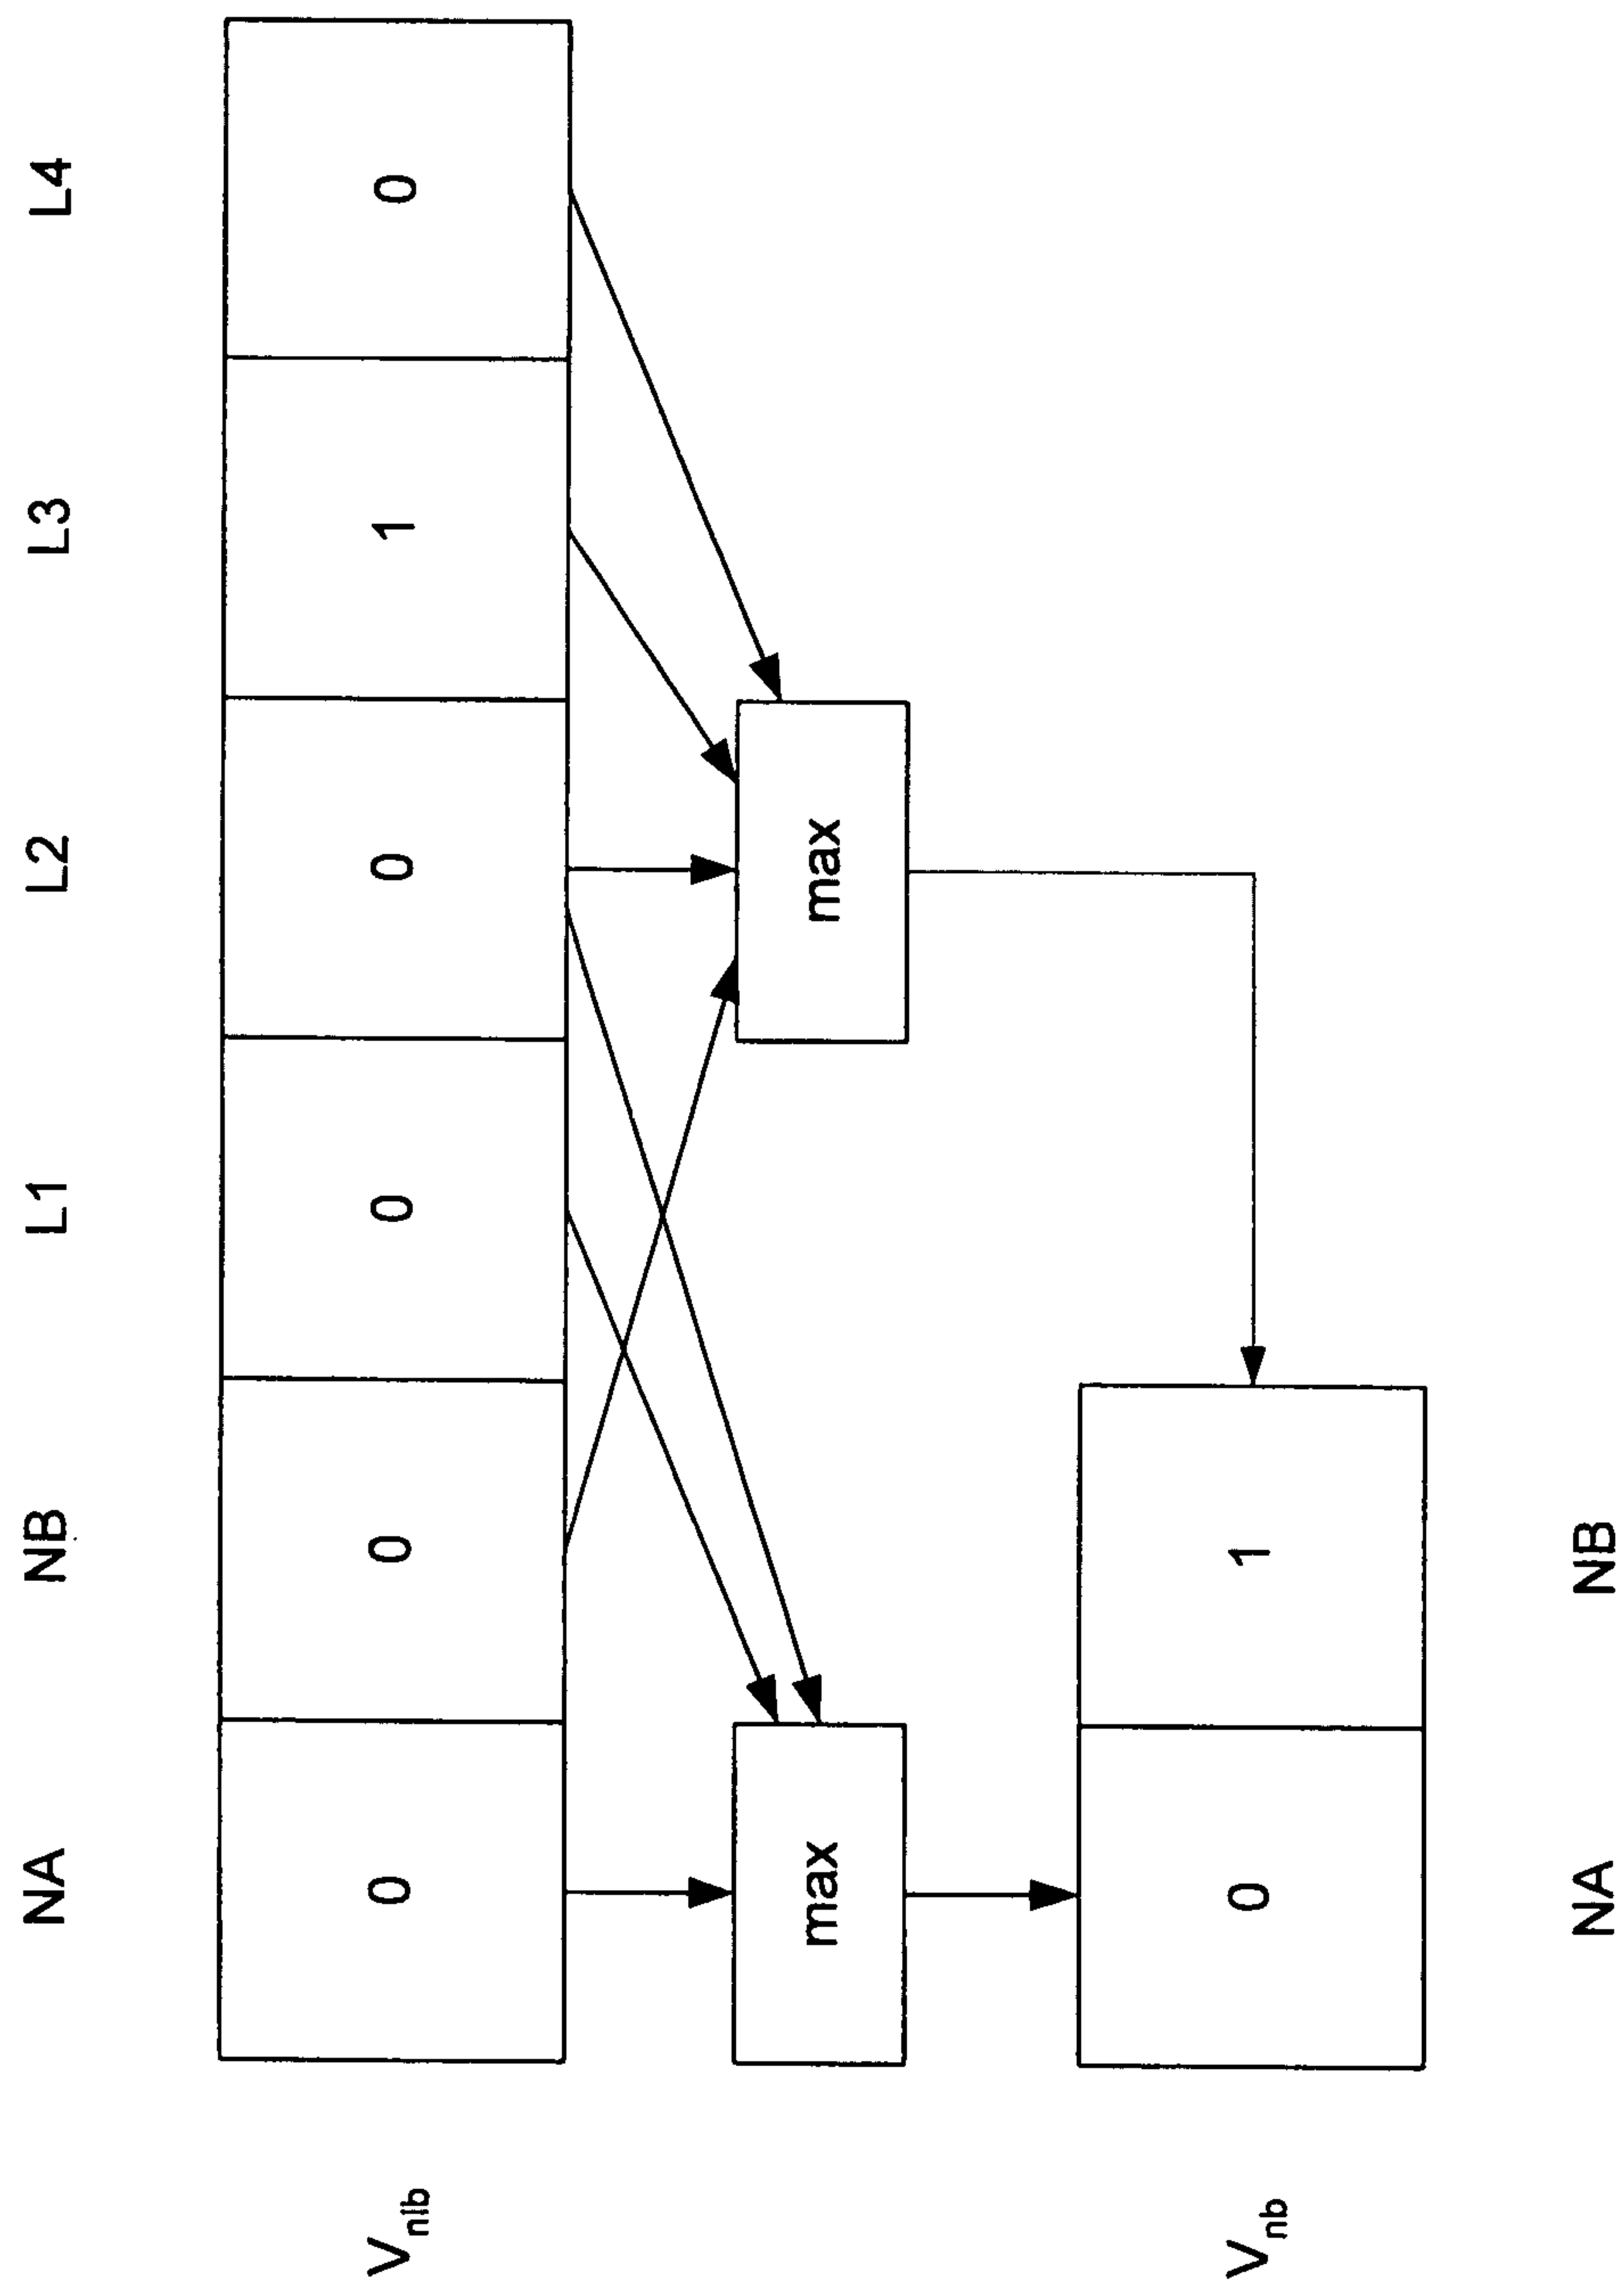 NA NB L1 L2 L3 L4
V_nlb 0 0 0 0 1 0
max max
V_nb 0 1
NA NB